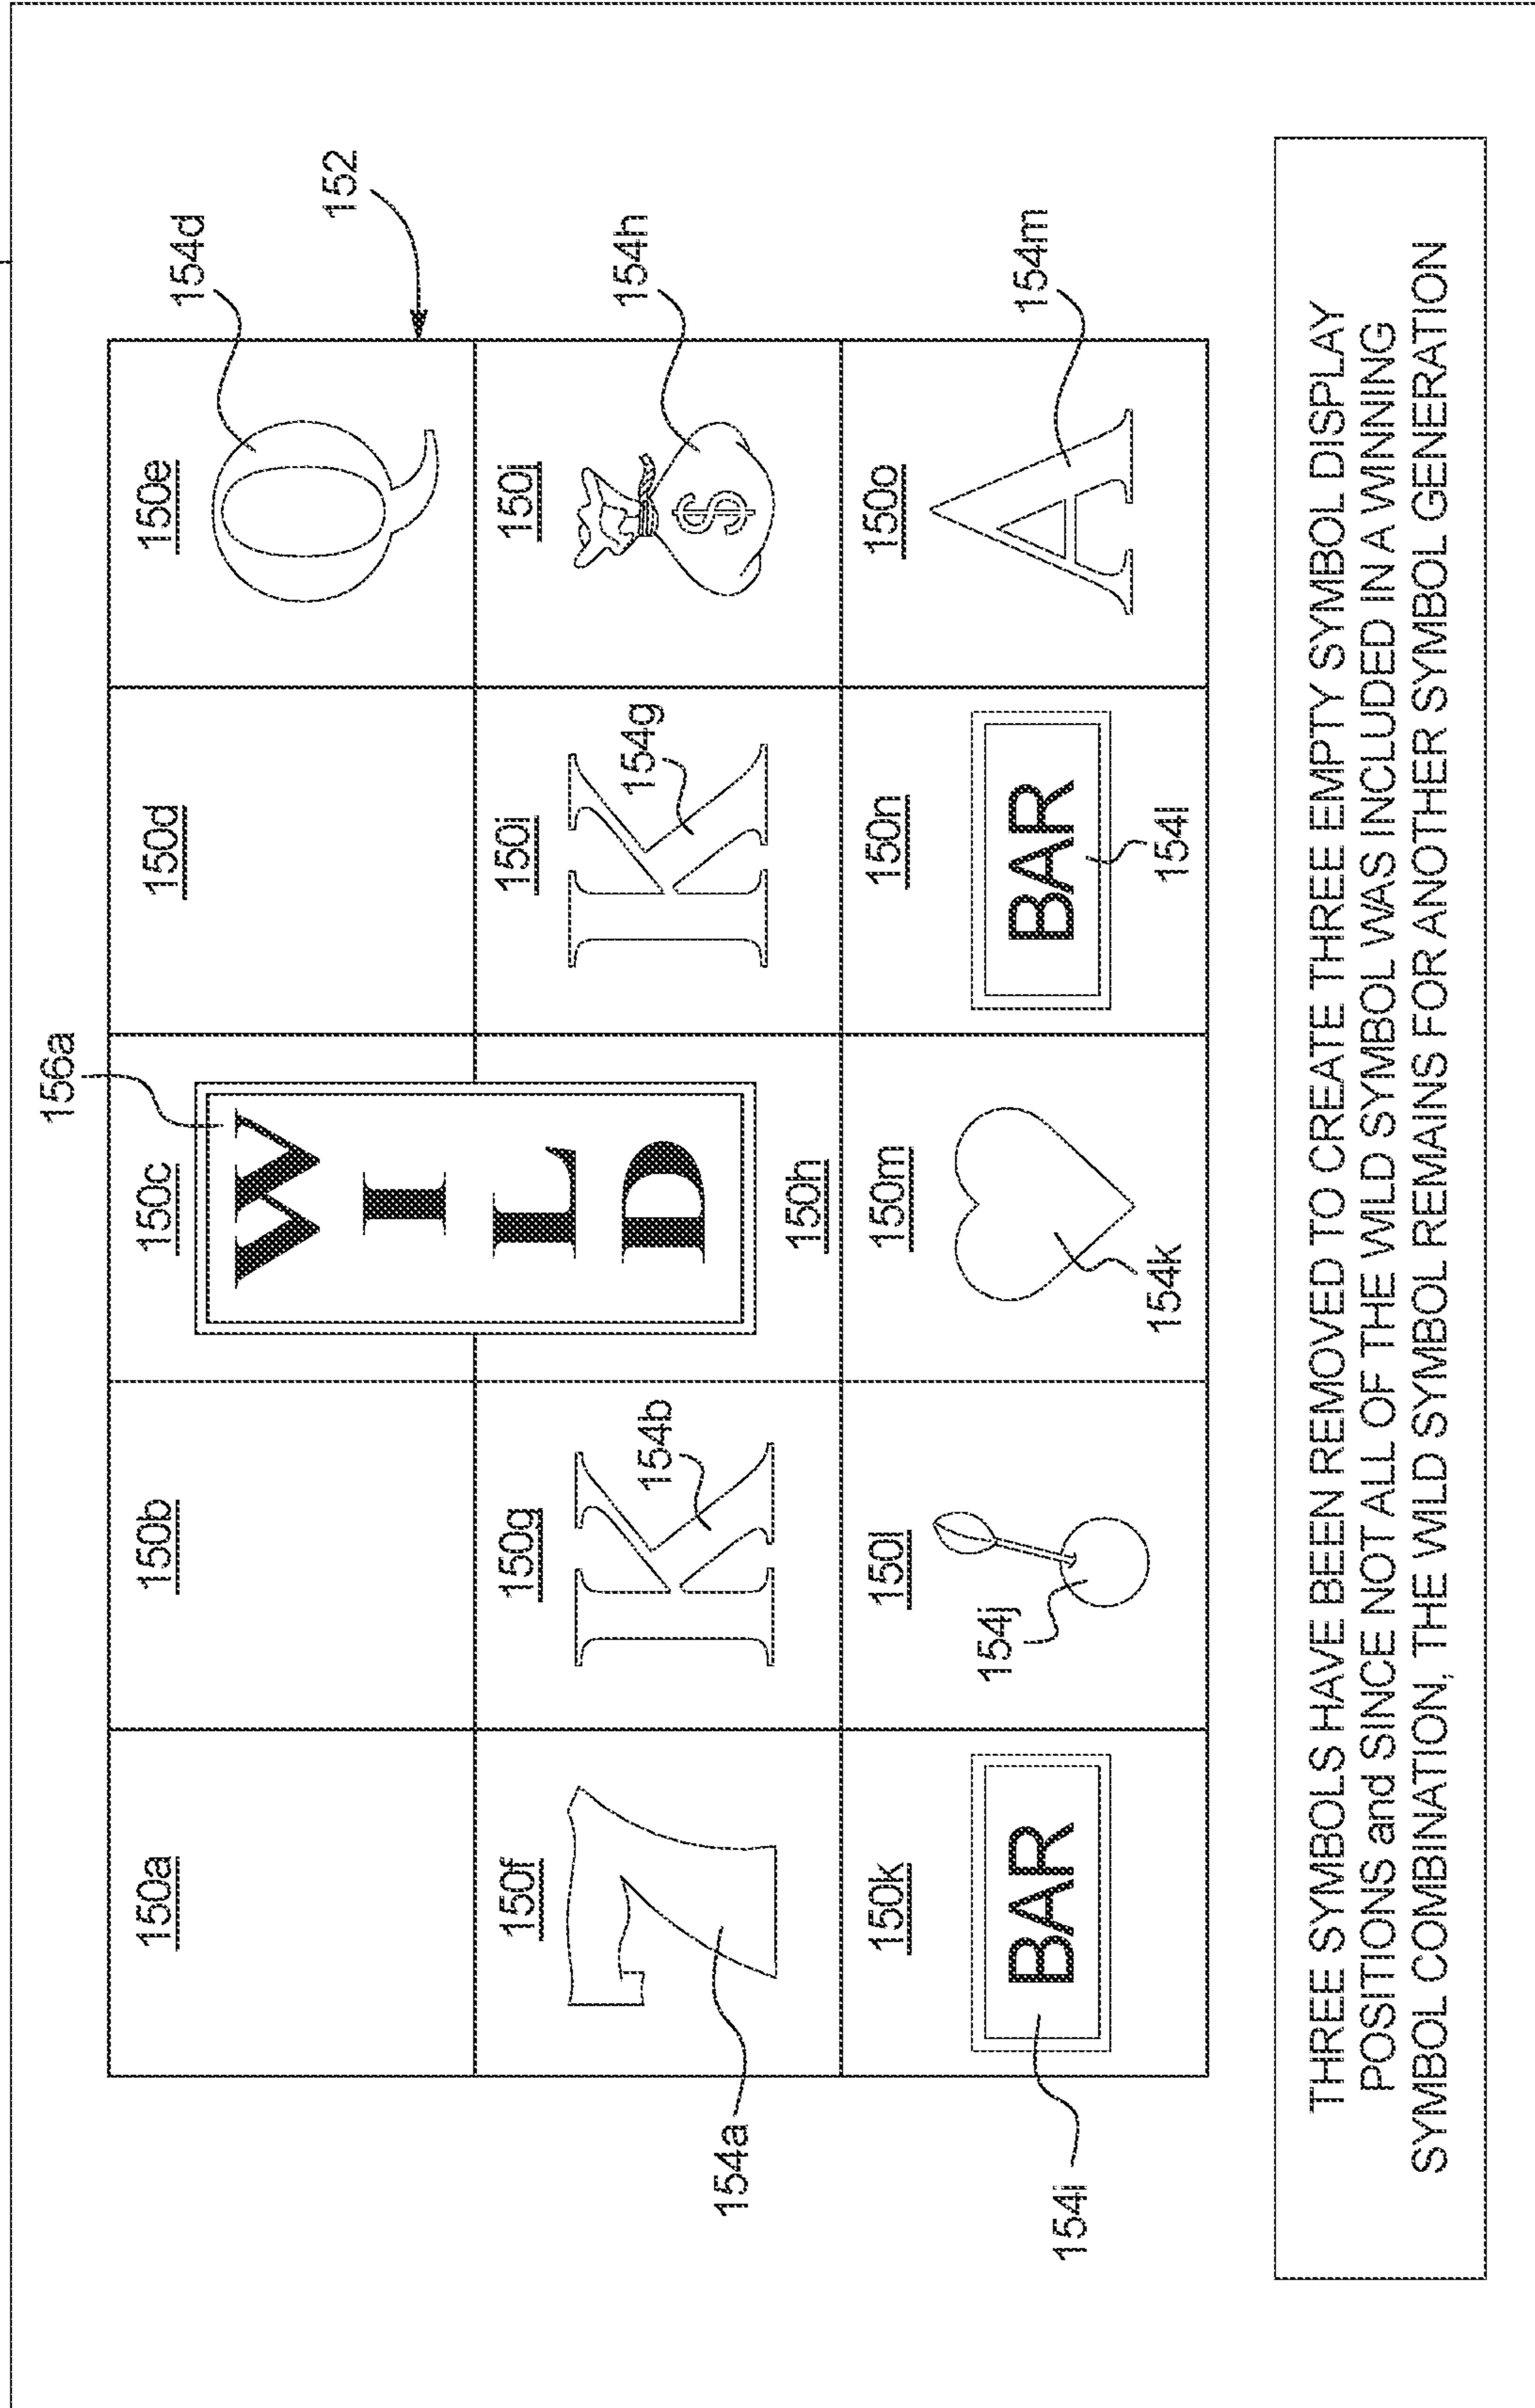 156a
150a
150b
150c
150d
150e
154d
152
W
I
L
D
150f
150g
150h
150i
150j
154a
K
154b
K
154g
$
154h
150k
150l
150m
150n
150o
Q
7
BAR
154i
154j
154k
BAR
154l
A
154m
THREE SYMBOLS HAVE BEEN REMOVED TO CREATE THREE EMPTY SYMBOL DISPLAY
POSITIONS and SINCE NOT ALL OF THE WILD SYMBOL WAS INCLUDED IN A WINNING
SYMBOL COMBINATION, THE WILD SYMBOL REMAINS FOR ANOTHER SYMBOL GENERATION